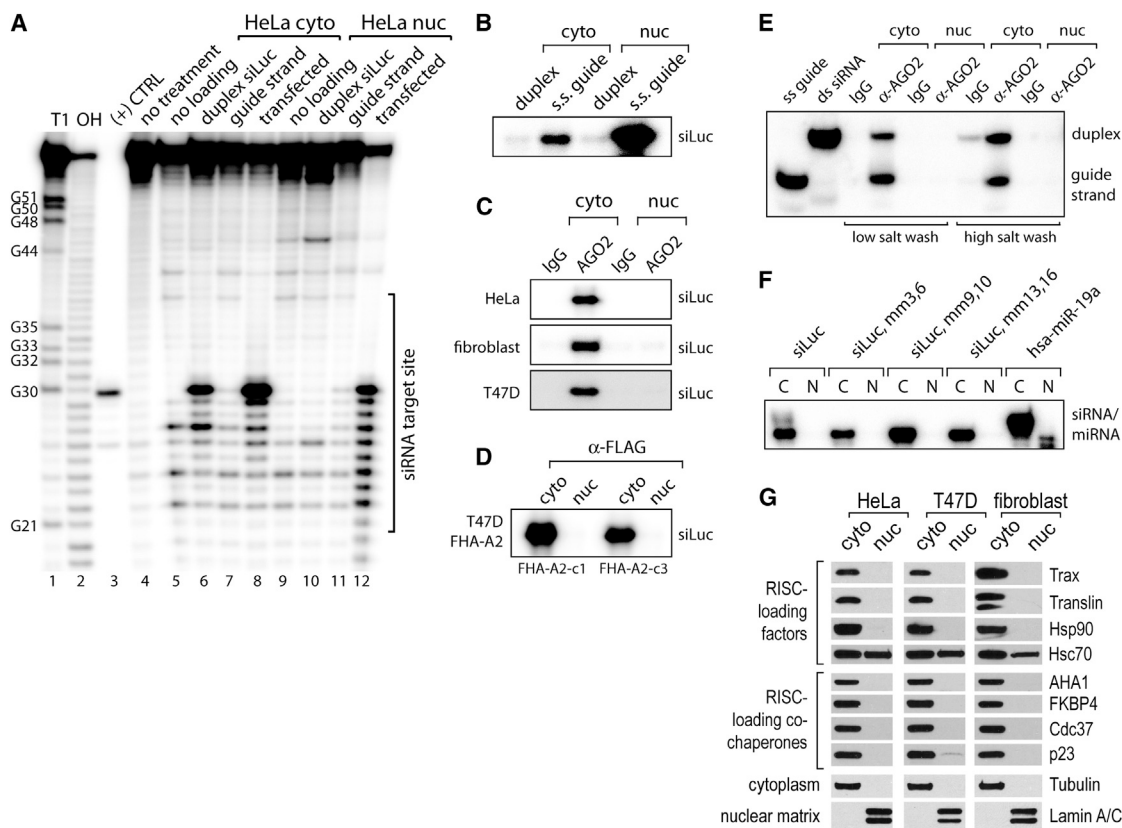 A
HeLa cyto
HeLa nuc
T1
OH
(+) CTRL
no treatment
no loading
duplex siLuc
guide strand
transfected
no loading
duplex siLuc
guide strand
transfected
G51
G50
G48
G44
G35
G33
G32
G30
G21
siRNA target site
1 2 3 4 5 6 7 8 9 10 11 12
B
cyto
nuc
duplex
s.s. guide
duplex
s.s. guide
siLuc
C
cyto
nuc
IgG
AGO2
IgG
AGO2
HeLa
siLuc
fibroblast
siLuc
T47D
siLuc
D
α-FLAG
cyto
nuc
cyto
nuc
T47D
FHA-A2
siLuc
FHA-A2-c1
FHA-A2-c3
E
cyto
nuc
cyto
nuc
ss guide
ds siRNA
IgG
α-AGO2
IgG
α-AGO2
IgG
α-AGO2
IgG
α-AGO2
duplex
guide
strand
low salt wash
high salt wash
F
siLuc
siLuc, mm3,6
siLuc, mm9,10
siLuc, mm13,16
hsa-miR-19a
C N C N C N C N C N
siRNA/
miRNA
G
HeLa
T47D
fibroblast
cyto
nuc
cyto
nuc
cyto
nuc
RISC-
loading
factors
Trax
Translin
Hsp90
Hsc70
RISC-
loading co-
chaperones
AHA1
FKBP4
Cdc37
p23
cytoplasm
Tubulin
nuclear matrix
Lamin A/C